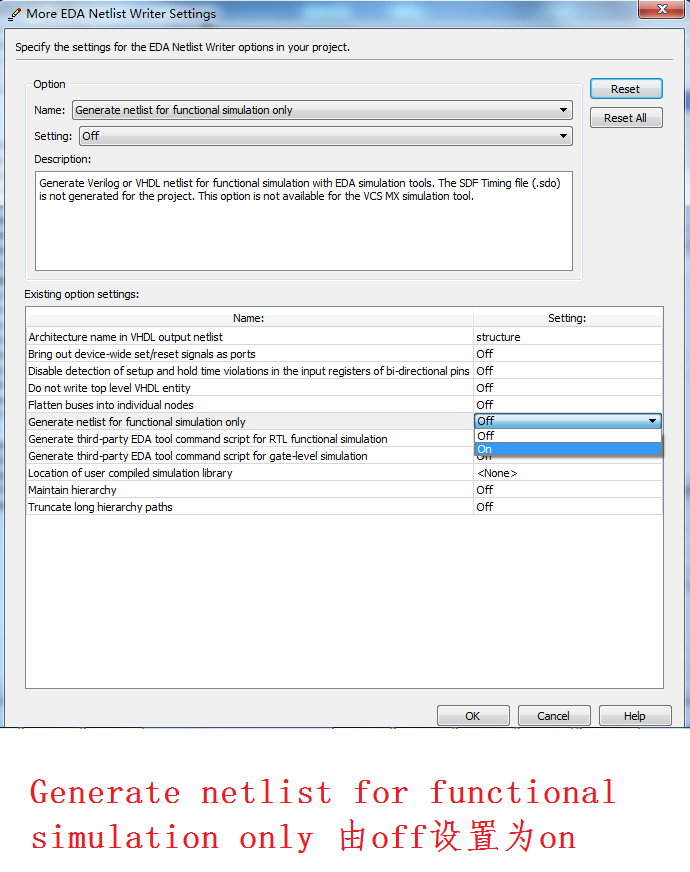 More EDA Netlist Writer Settings
Specify the settings for the EDA Netlist Writer options in your project.
Option
Name: Generate netlist for functional simulation only
Reset
Setting: Off
Reset All
Description:
Generate Verilog or VHDL netlist for functional simulation with EDA simulation tools. The SDF Timing file (.sdo)
is not generated for the project. This option is not available for the VCS MX simulation tool.
Existing option settings:
Name: Setting:
Architecture name in VHDL output netlist structure
Bring out device-wide set/reset signals as ports Off
Disable detection of setup and hold time violations in the input registers of bi-directional pins Off
Do not write top level VHDL entity Off
Flatten buses into individual nodes Off
Generate netlist for functional simulation only Off
Generate third-party EDA tool command script for RTL functional simulation Off
On
Generate third-party EDA tool command script for gate-level simulation
Location of user compiled simulation library <None>
Maintain hierarchy Off
Truncate long hierarchy paths Off
OK Cancel Help
Generate netlist for functional
simulation only 由off设置为on